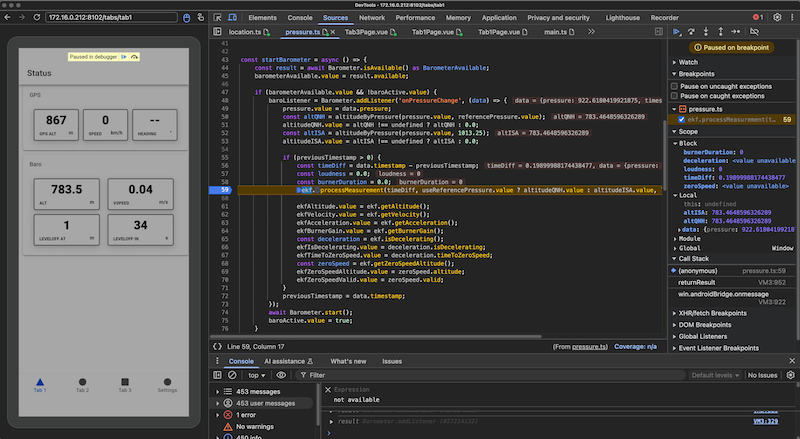 DevTools
172.16.0.212:8102/tabs/tab1
Elements
Console
Sources
Network
Performance
Memory
Application
Privacy and security
Lighthouse
Recorder
1
Paused in debugger
Status
GPS
867
GPS ALT
m
0
SPEED
km/h
--
HEADING
°
Baro
783.5
ALT
m
0.04
VSPEED
m/s
1
LEVELOFF AT
m
34
LEVELOFF IN
s
Tab 1
Tab 2
Tab 3
Settings
location.ts
pressure.ts
Tab3Page.vue
Tab1Page.vue
Tab1Page.vue
main.ts
41
42
43 const startBarometer = async () => {
44 const result = await Barometer.isAvailable() as BarometerAvailable;
45 barometerAvailable.value = result.available;
46
47 if (barometerAvailable.value && !baroActive.value) {
48 baroListener = Barometer.addListener('onPressureChange', (data) => { data = {pressure: 922.6180419921875, times
49 pressure.value = data.pressure;
50 const altQNH = altitudeByPressure(pressure.value, referencePressure.value); altQNH = 783.4648596326289
51 altitudeQNH.value = altQNH !== undefined ? altQNH : 0.0;
52 const altISA = altitudeByPressure(pressure.value, 1013.25); altISA = 783.4648596326289
53 altitudeISA.value = altISA !== undefined ? altISA : 0.0;
54
55 if (previousTimestamp > 0) {
56 const timeDiff = data.timestamp - previousTimestamp; timeDiff = 0.19899988174438477, data = {pressure:
57 const loudness = 0.0; loudness = 0
58 const burnerDuration = 0.0; burnerDuration = 0
59 ekf.processMeasurement(timeDiff, useReferencePressure.value ? altitudeQNH.value : altitudeISA.value,
60
61 ekfAltitude.value = ekf.getAltitude();
62 ekfVelocity.value = ekf.getVelocity();
63 ekfAcceleration.value = ekf.getAcceleration();
64 ekfBurnerGain.value = ekf.getBurnerGain();
65 const deceleration = ekf.isDecelerating();
66 ekfIsDecelerating.value = deceleration.isDecelerating;
67 ekfTimeToZeroSpeed.value = deceleration.timeToZeroSpeed;
68 const zeroSpeed = ekf.getZeroSpeedAltitude();
69 ekfZeroSpeedAltitude.value = zeroSpeed.altitude;
70 ekfZeroSpeedValid.value = zeroSpeed.valid;
71 }
72 previousTimestamp = data.timestamp;
73 });
74 await Barometer.start();
75 baroActive.value = true;
76 }
{} Line 59, Column 17
(From pressure.ts)
Coverage: n/a
Paused on breakpoint
Watch
Breakpoints
Pause on uncaught exceptions
Pause on caught exceptions
pressure.ts
ekf.processMeasurement(t…
59
Scope
Block
burnerDuration: 0
deceleration: <value unavailable>
loudness: 0
timeDiff: 0.19899988174438477
zeroSpeed: <value unavailable>
Local
this: undefined
altISA: 783.4648596326289
altQNH: 783.4648596326289
data: {pressure: 922.618041992187
Module
Global
Window
Call Stack
(anonymous)
pressure.ts:59
returnResult
VM3:952
win.androidBridge.onmessage
VM3:922
XHR/fetch Breakpoints
DOM Breakpoints
Global Listeners
Event Listener Breakpoints
Console
AI assistance
What's new
Issues
top
Filter
Default levels
No Issues
453 messages
453 user messages
1 error
No warnings
450 info
Expression
not available
result Barometer.addListener
VM3:329